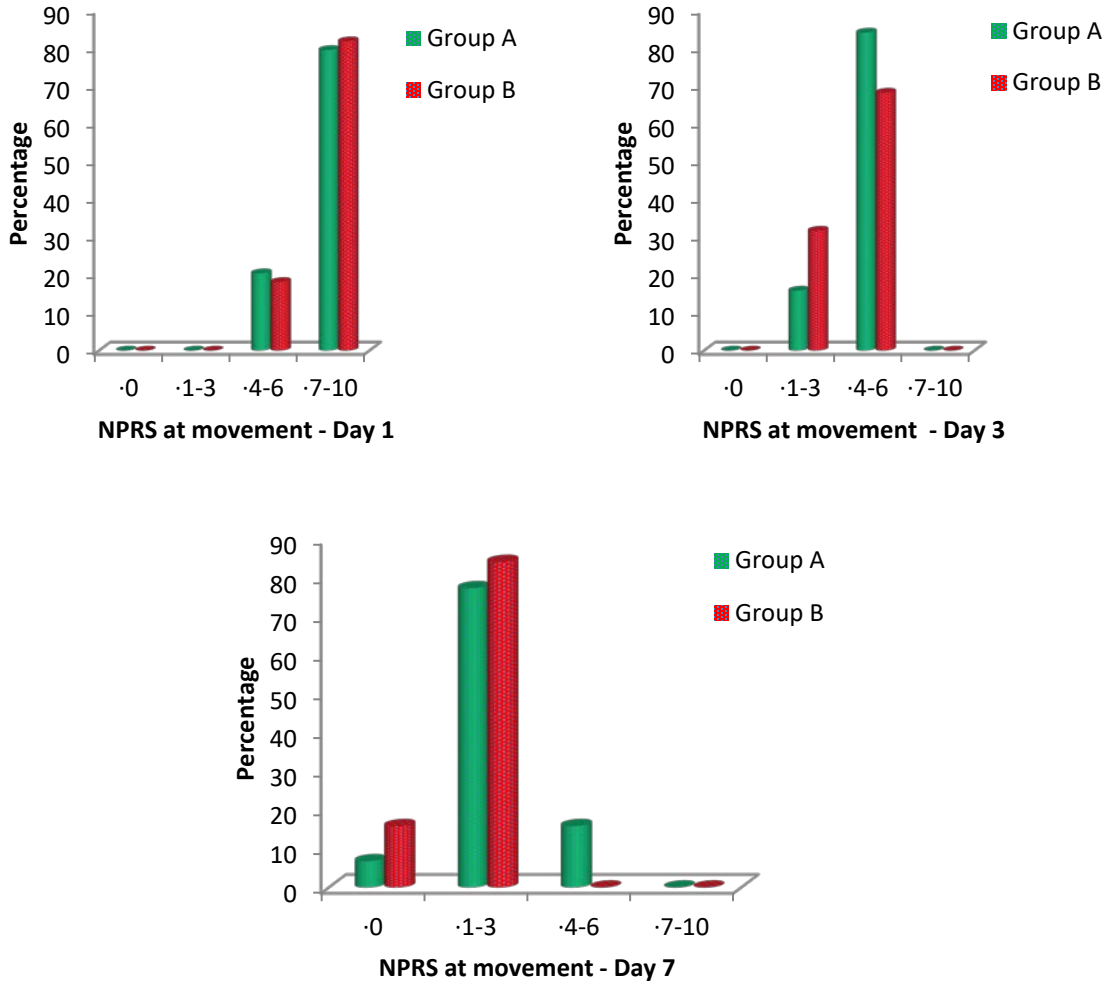 90
80
70
60
50
40
30
20
10
0
Percentage
Group A
Group B
·0 ·1-3 ·4-6 ·7-10
NPRS at movement - Day 1
90
80
70
60
50
40
30
20
10
0
Percentage
Group A
Group B
·0 ·1-3 ·4-6 ·7-10
NPRS at movement - Day 3
90
80
70
60
50
40
30
20
10
0
Percentage
Group A
Group B
·0 ·1-3 ·4-6 ·7-10
NPRS at movement - Day 7